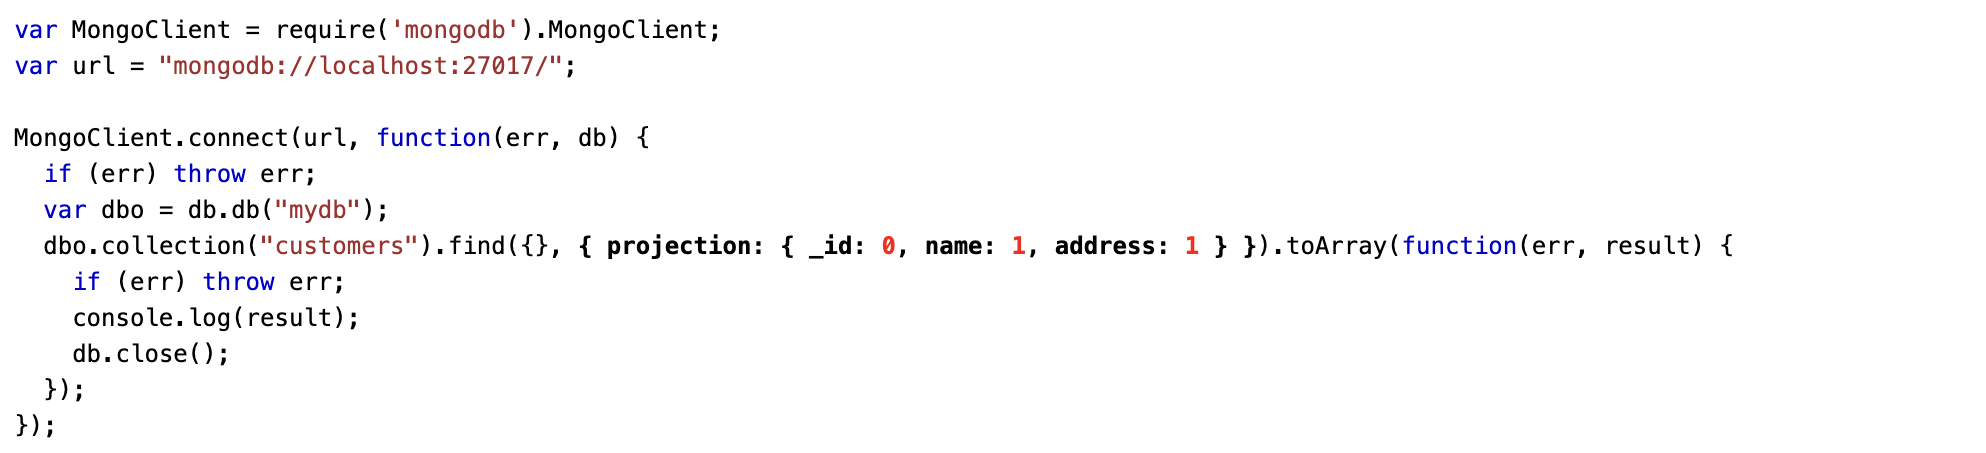 var MongoClient = require('mongodb').MongoClient;
var url = "mongodb://localhost:27017/";

MongoClient.connect(url, function(err, db) {
  if (err) throw err;
  var dbo = db.db("mydb");
  dbo.collection("customers").find({}, { projection: { _id: 0, name: 1, address: 1 } }).toArray(function(err, result) {
    if (err) throw err;
    console.log(result);
    db.close();
  });
});